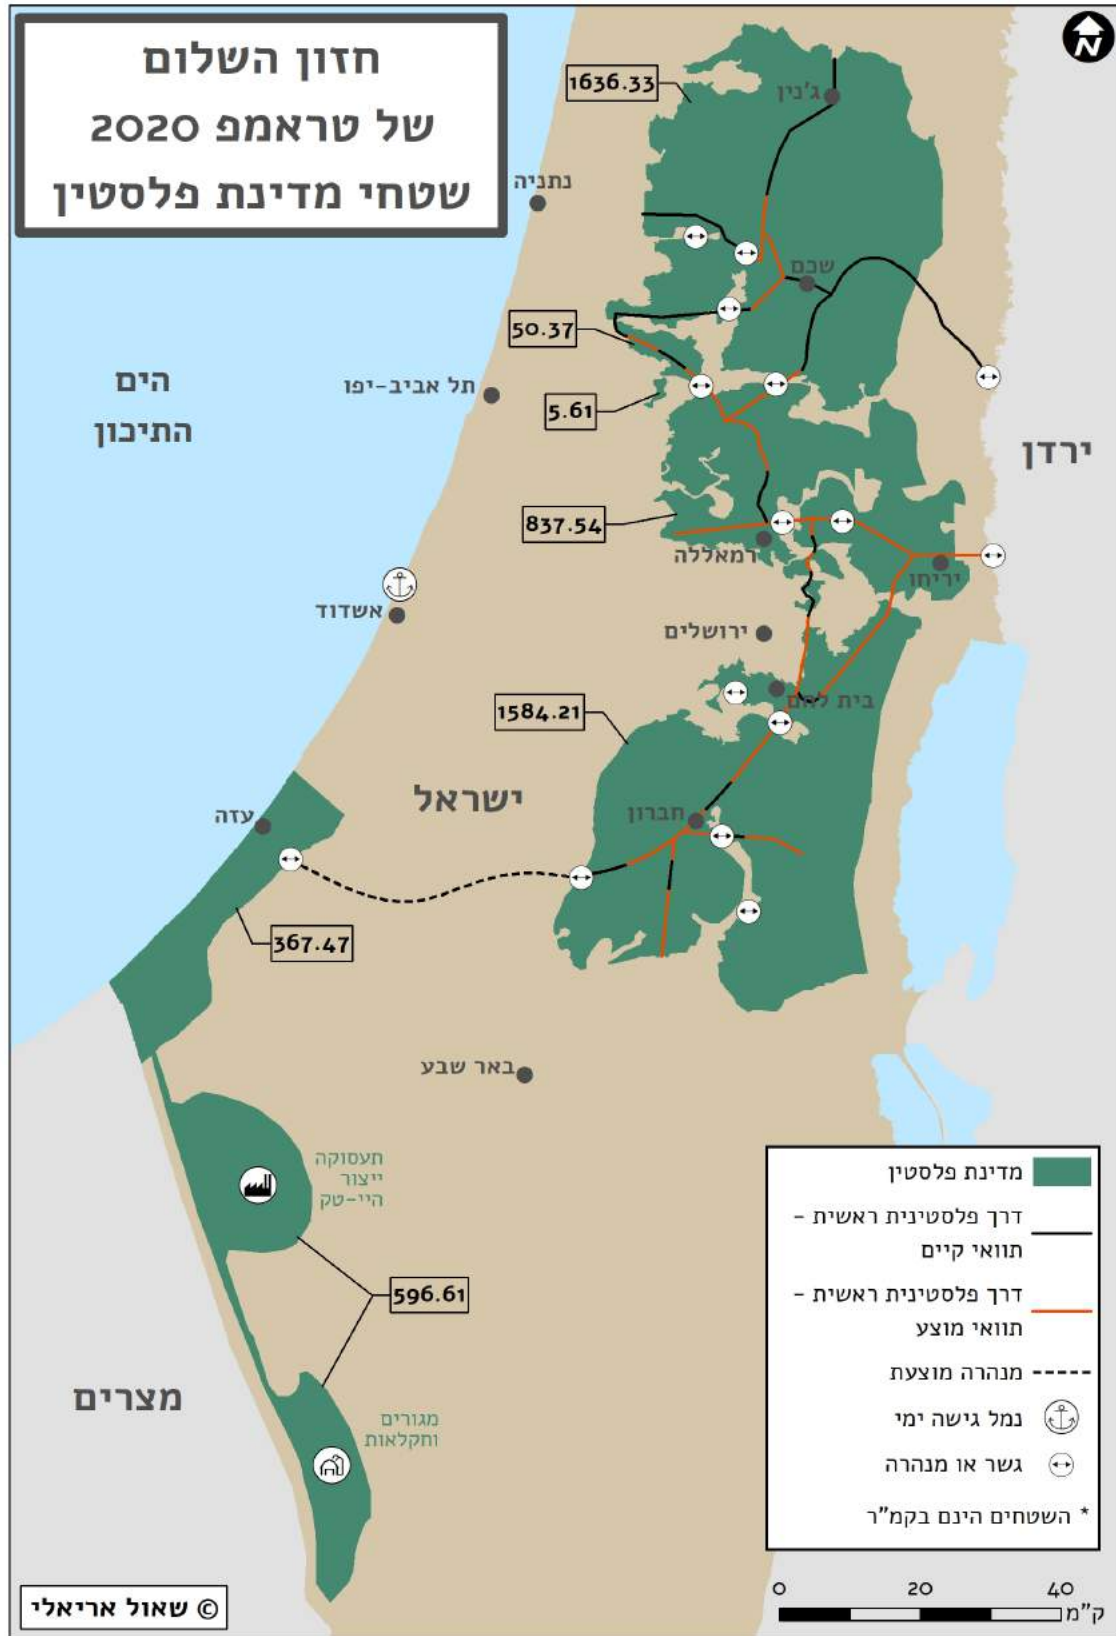 חזון השלום
של טראמפ 2020
שטחי מדינת פלסטין
N
1636.33
ג'נין
נתניה
שכם
50.37
הים
התיכון
תל אביב-יפו
5.61
ירדן
837.54
רמאללה
יריחו
אשדוד
ירושלים
בית לחם
1584.21
ישראל
עזה
חברון
367.47
באר שבע
תעסוקה
ייצור
היי-טק
596.61
מצרים
מגורים
וחקלאות
מדינת פלסטין
דרך פלסטינית ראשית -
תוואי קיים
דרך פלסטינית ראשית -
תוואי מוצע
מנהרה מוצעת
נמל גישה ימי
גשר או מנהרה
* השטחים הינם בקמ"ר
0 20 40
ק"מ
© שאול אריאלי